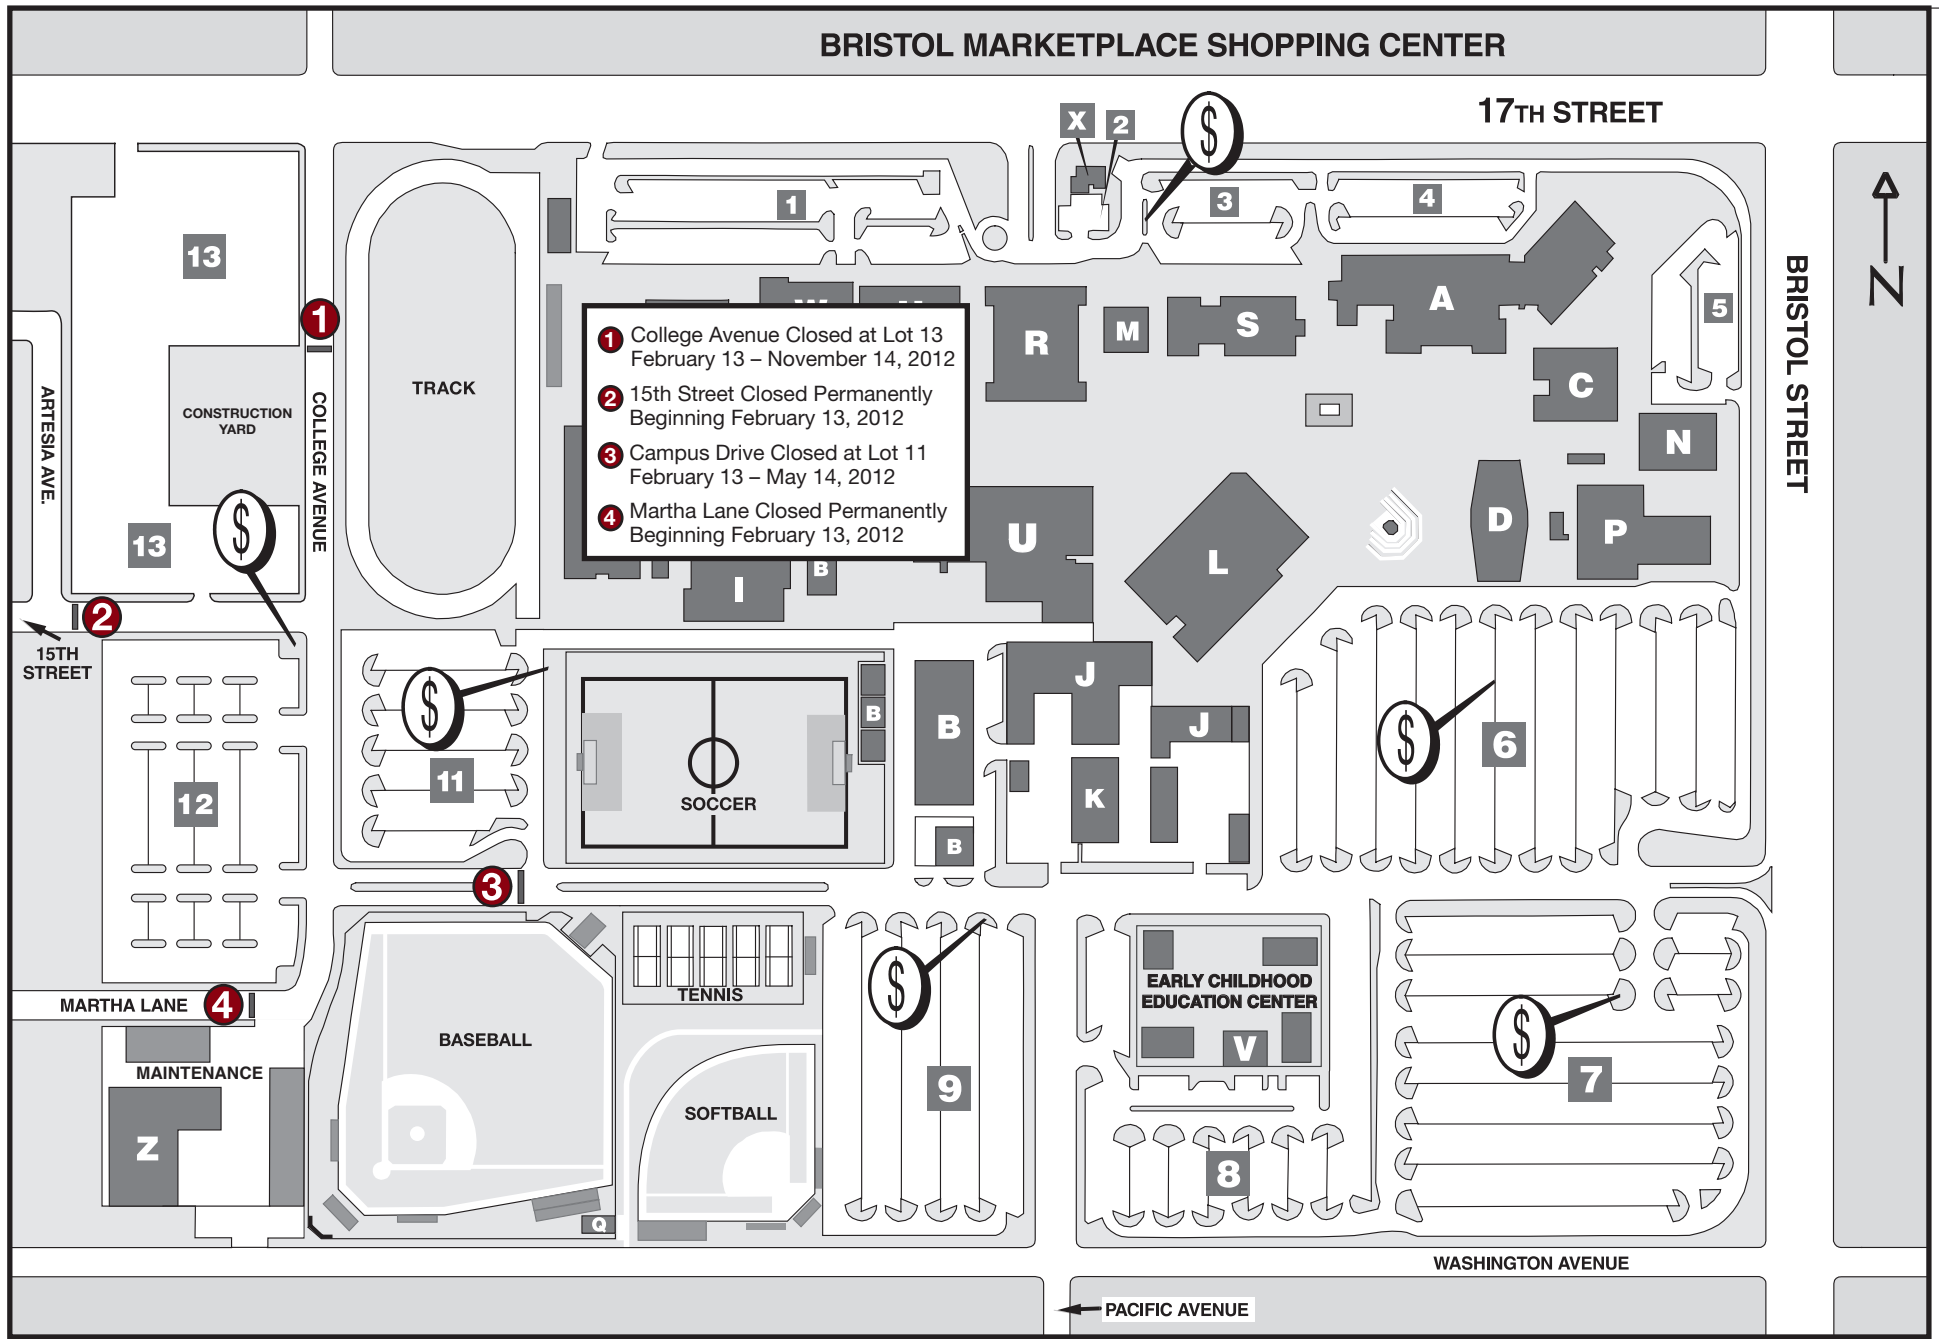 BRISTOL MARKETPLACE SHOPPING CENTER
17TH STREET
X
2
$
1
3
4
13
5
N
BRISTOL STREET
1
A
S
M
R
C
N
TRACK
CONSTRUCTION
YARD
ARTESIA AVE.
COLLEGE AVENUE
1 College Avenue Closed at Lot 13
February 13 – November 14, 2012
2 15th Street Closed Permanently
Beginning February 13, 2012
3 Campus Drive Closed at Lot 11
February 13 – May 14, 2012
4 Martha Lane Closed Permanently
Beginning February 13, 2012
13
$
U
L
D
P
I
B
2
15TH
STREET
J
J
K
B
B
B
$
11
SOCCER
12
$
6
3
$
9
TENNIS
EARLY CHILDHOOD
EDUCATION CENTER
V
$
7
MARTHA LANE
4
BASEBALL
MAINTENANCE
SOFTBALL
Z
8
Q
WASHINGTON AVENUE
PACIFIC AVENUE